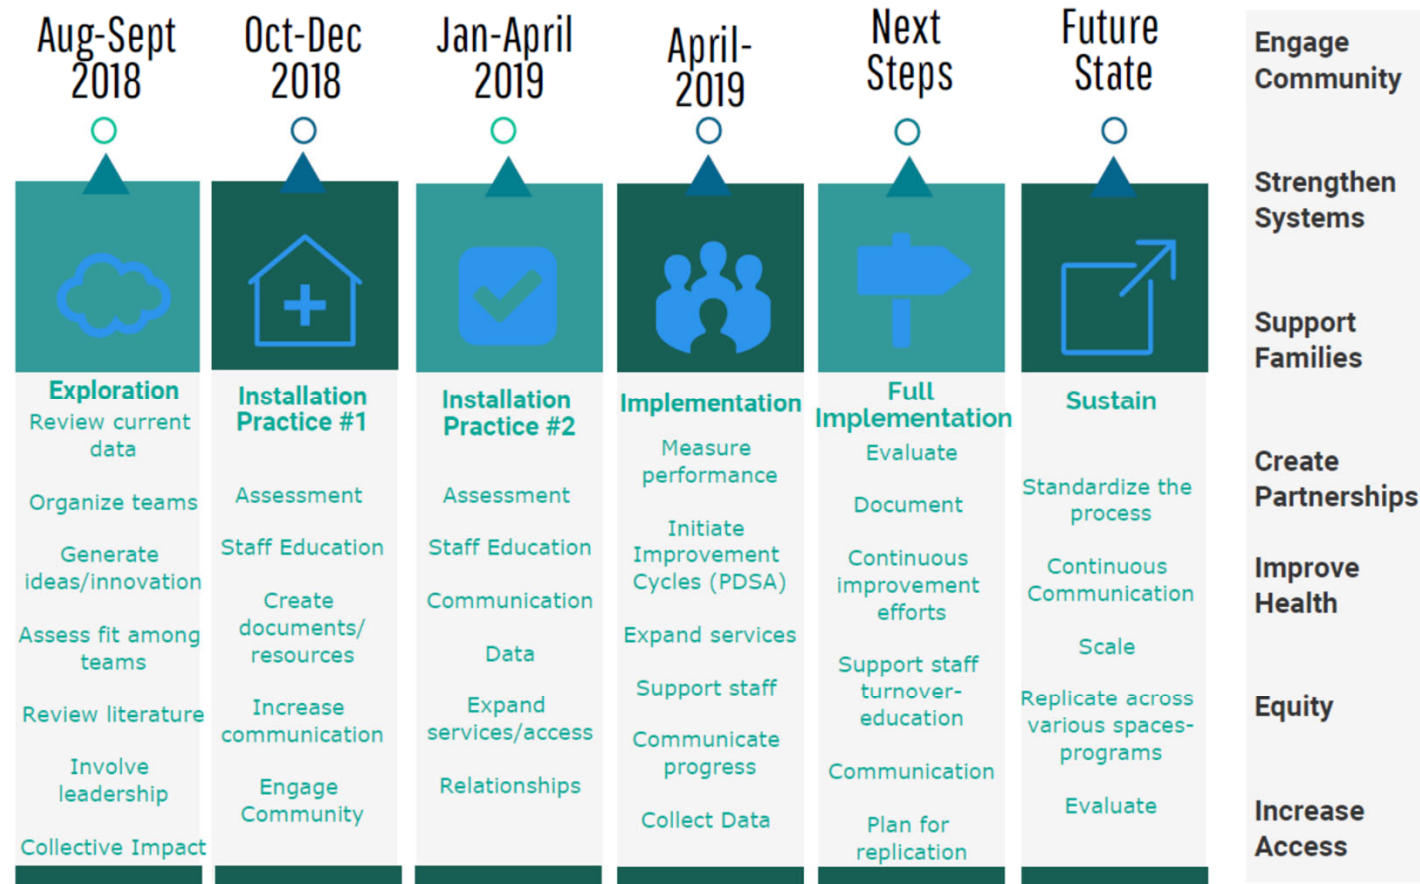 Aug-Sept
2018
Oct-Dec
2018
Jan-April
2019
April-
2019
Next
Steps
Future
State
Exploration
Review current
data
Organize teams
Generate
ideas/innovation
Assess fit among
teams
Review literature
Involve
leadership
Collective Impact
Installation
Practice #1
Assessment
Staff Education
Create
documents/
resources
Increase
communication
Engage
Community
Installation
Practice #2
Assessment
Staff Education
Communication
Data
Expand
services/access
Relationships
Implementation
Measure
performance
Initiate
Improvement
Cycles (PDSA)
Expand services
Support staff
Communicate
progress
Collect Data
Full
Implementation
Evaluate
Document
Continuous
improvement
efforts
Support staff
turnover-
education
Communication
Plan for
replication
Sustain
Standardize the
process
Continuous
Communication
Scale
Replicate across
various spaces-
programs
Evaluate
Engage
Community
Strengthen
Systems
Support
Families
Create
Partnerships
Improve
Health
Equity
Increase
Access